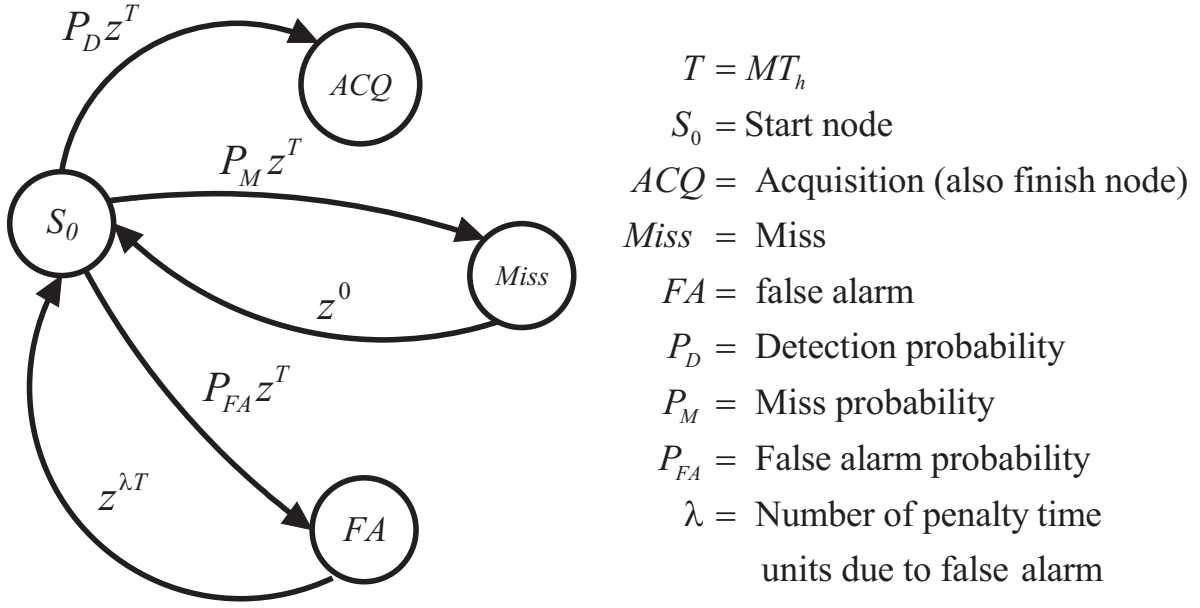 P_D z^T
ACQ
P_M z^T
S_0
Miss
z^0
P_FA z^T
z^λT
FA
T = MT_h
S_0 = Start node
ACQ = Acquisition (also finish node)
Miss = Miss
FA = false alarm
P_D = Detection probability
P_M = Miss probability
P_FA = False alarm probability
λ = Number of penalty time
units due to false alarm